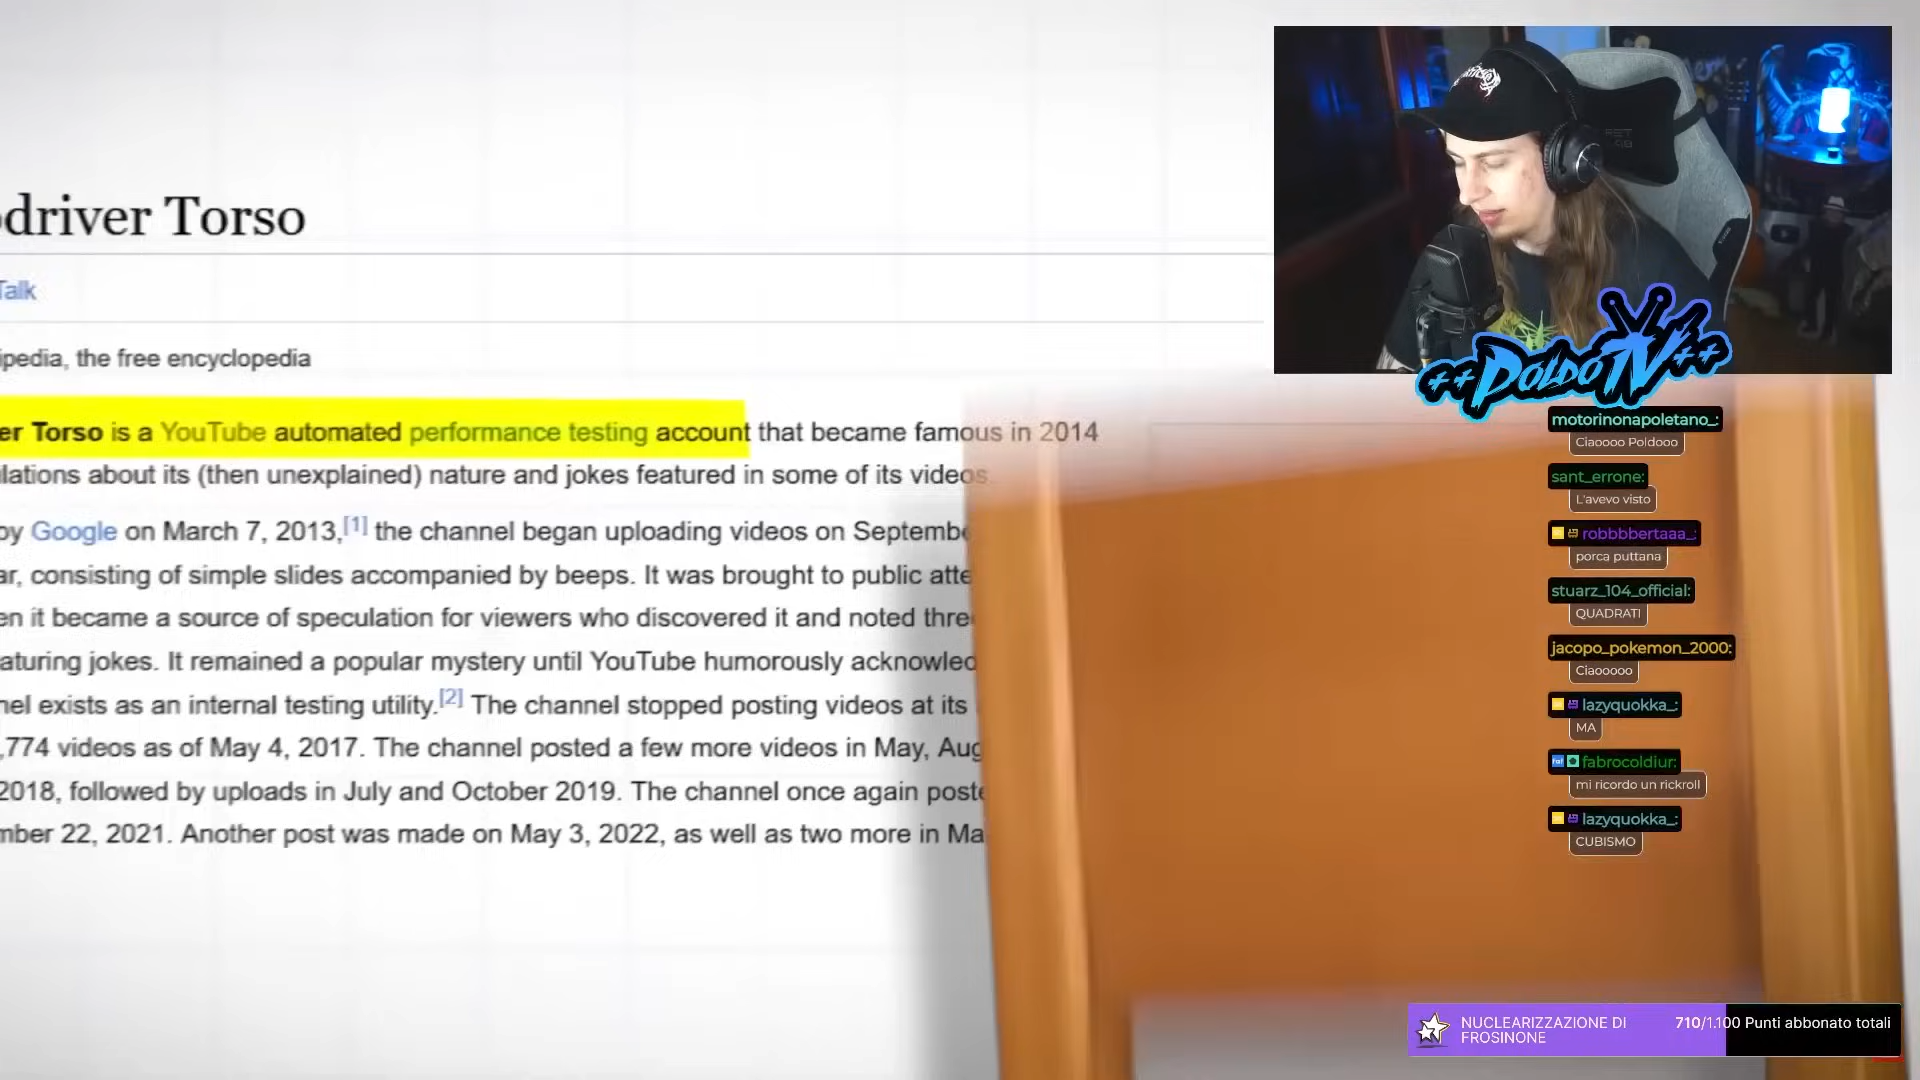 driver Torso
Talk
ipedia, the free encyclopedia
er Torso is a YouTube automated performance testing account that became famous in 2014
lations about its (then unexplained) nature and jokes featured in some of its videos.
by Google on March 7, 2013,[1] the channel began uploading videos on Septembe
ar, consisting of simple slides accompanied by beeps. It was brought to public atte
en it became a source of speculation for viewers who discovered it and noted thre
aturing jokes. It remained a popular mystery until YouTube humorously acknowled
nel exists as an internal testing utility.[2] The channel stopped posting videos at its
,774 videos as of May 4, 2017. The channel posted a few more videos in May, Aug
2018, followed by uploads in July and October 2019. The channel once again poste
mber 22, 2021. Another post was made on May 3, 2022, as well as two more in Ma
++POLDOTV++
motorinonapoletano_:
Ciaoooo Poldooo
sant_errone:
L'avevo visto
robbbbertaaa_:
porca puttana
stuarz_104_official:
QUADRATI
jacopo_pokemon_2000:
Ciaooooo
lazyquokka_:
MA
fabrocoldiur:
mi ricordo un rickroll
lazyquokka_:
CUBISMO
NUCLEARIZZAZIONE DI
FROSINONE
710/1.100 Punti abbonato totali